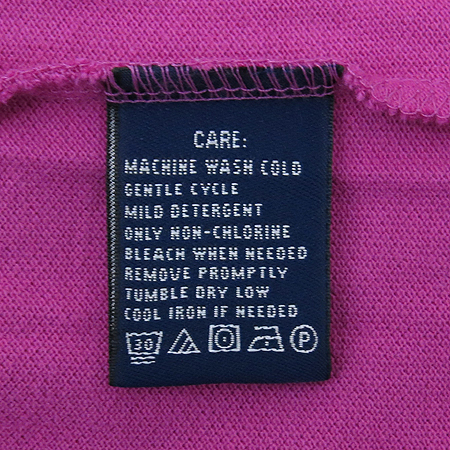 CARE:
MACHINE WASH COLD
GENTLE CYCLE
MILD DETERGENT
ONLY NON-CHLORINE
BLEACH WHEN NEEDED
REMOVE PROMPTLY
TUMBLE DRY LOW
COOL IRON IF NEEDED
30 P